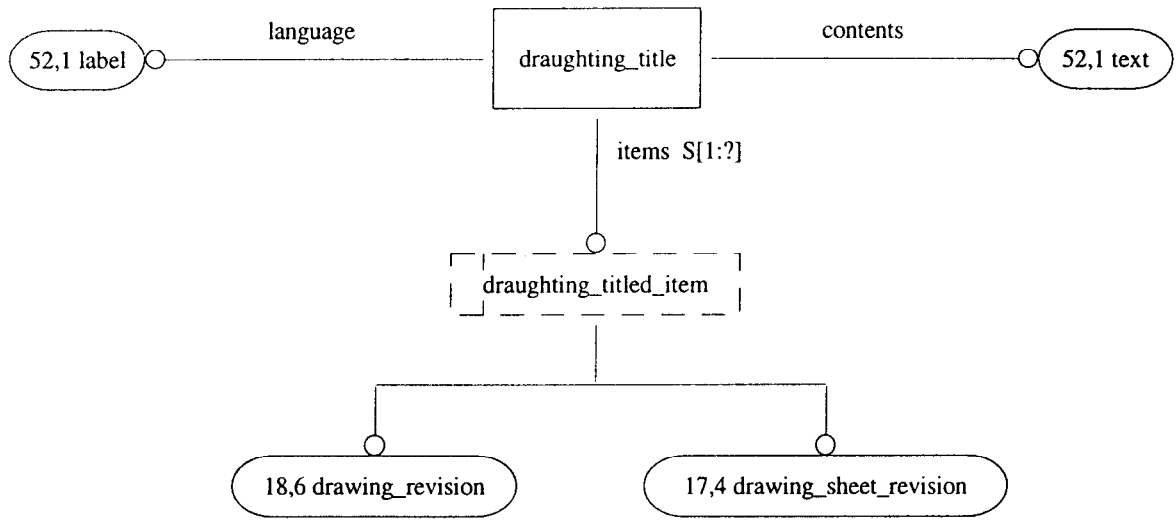 language
contents
52,1 label
draughting_title
52,1 text
items S[1:?]
draughting_titled_item
18,6 drawing_revision
17,4 drawing_sheet_revision